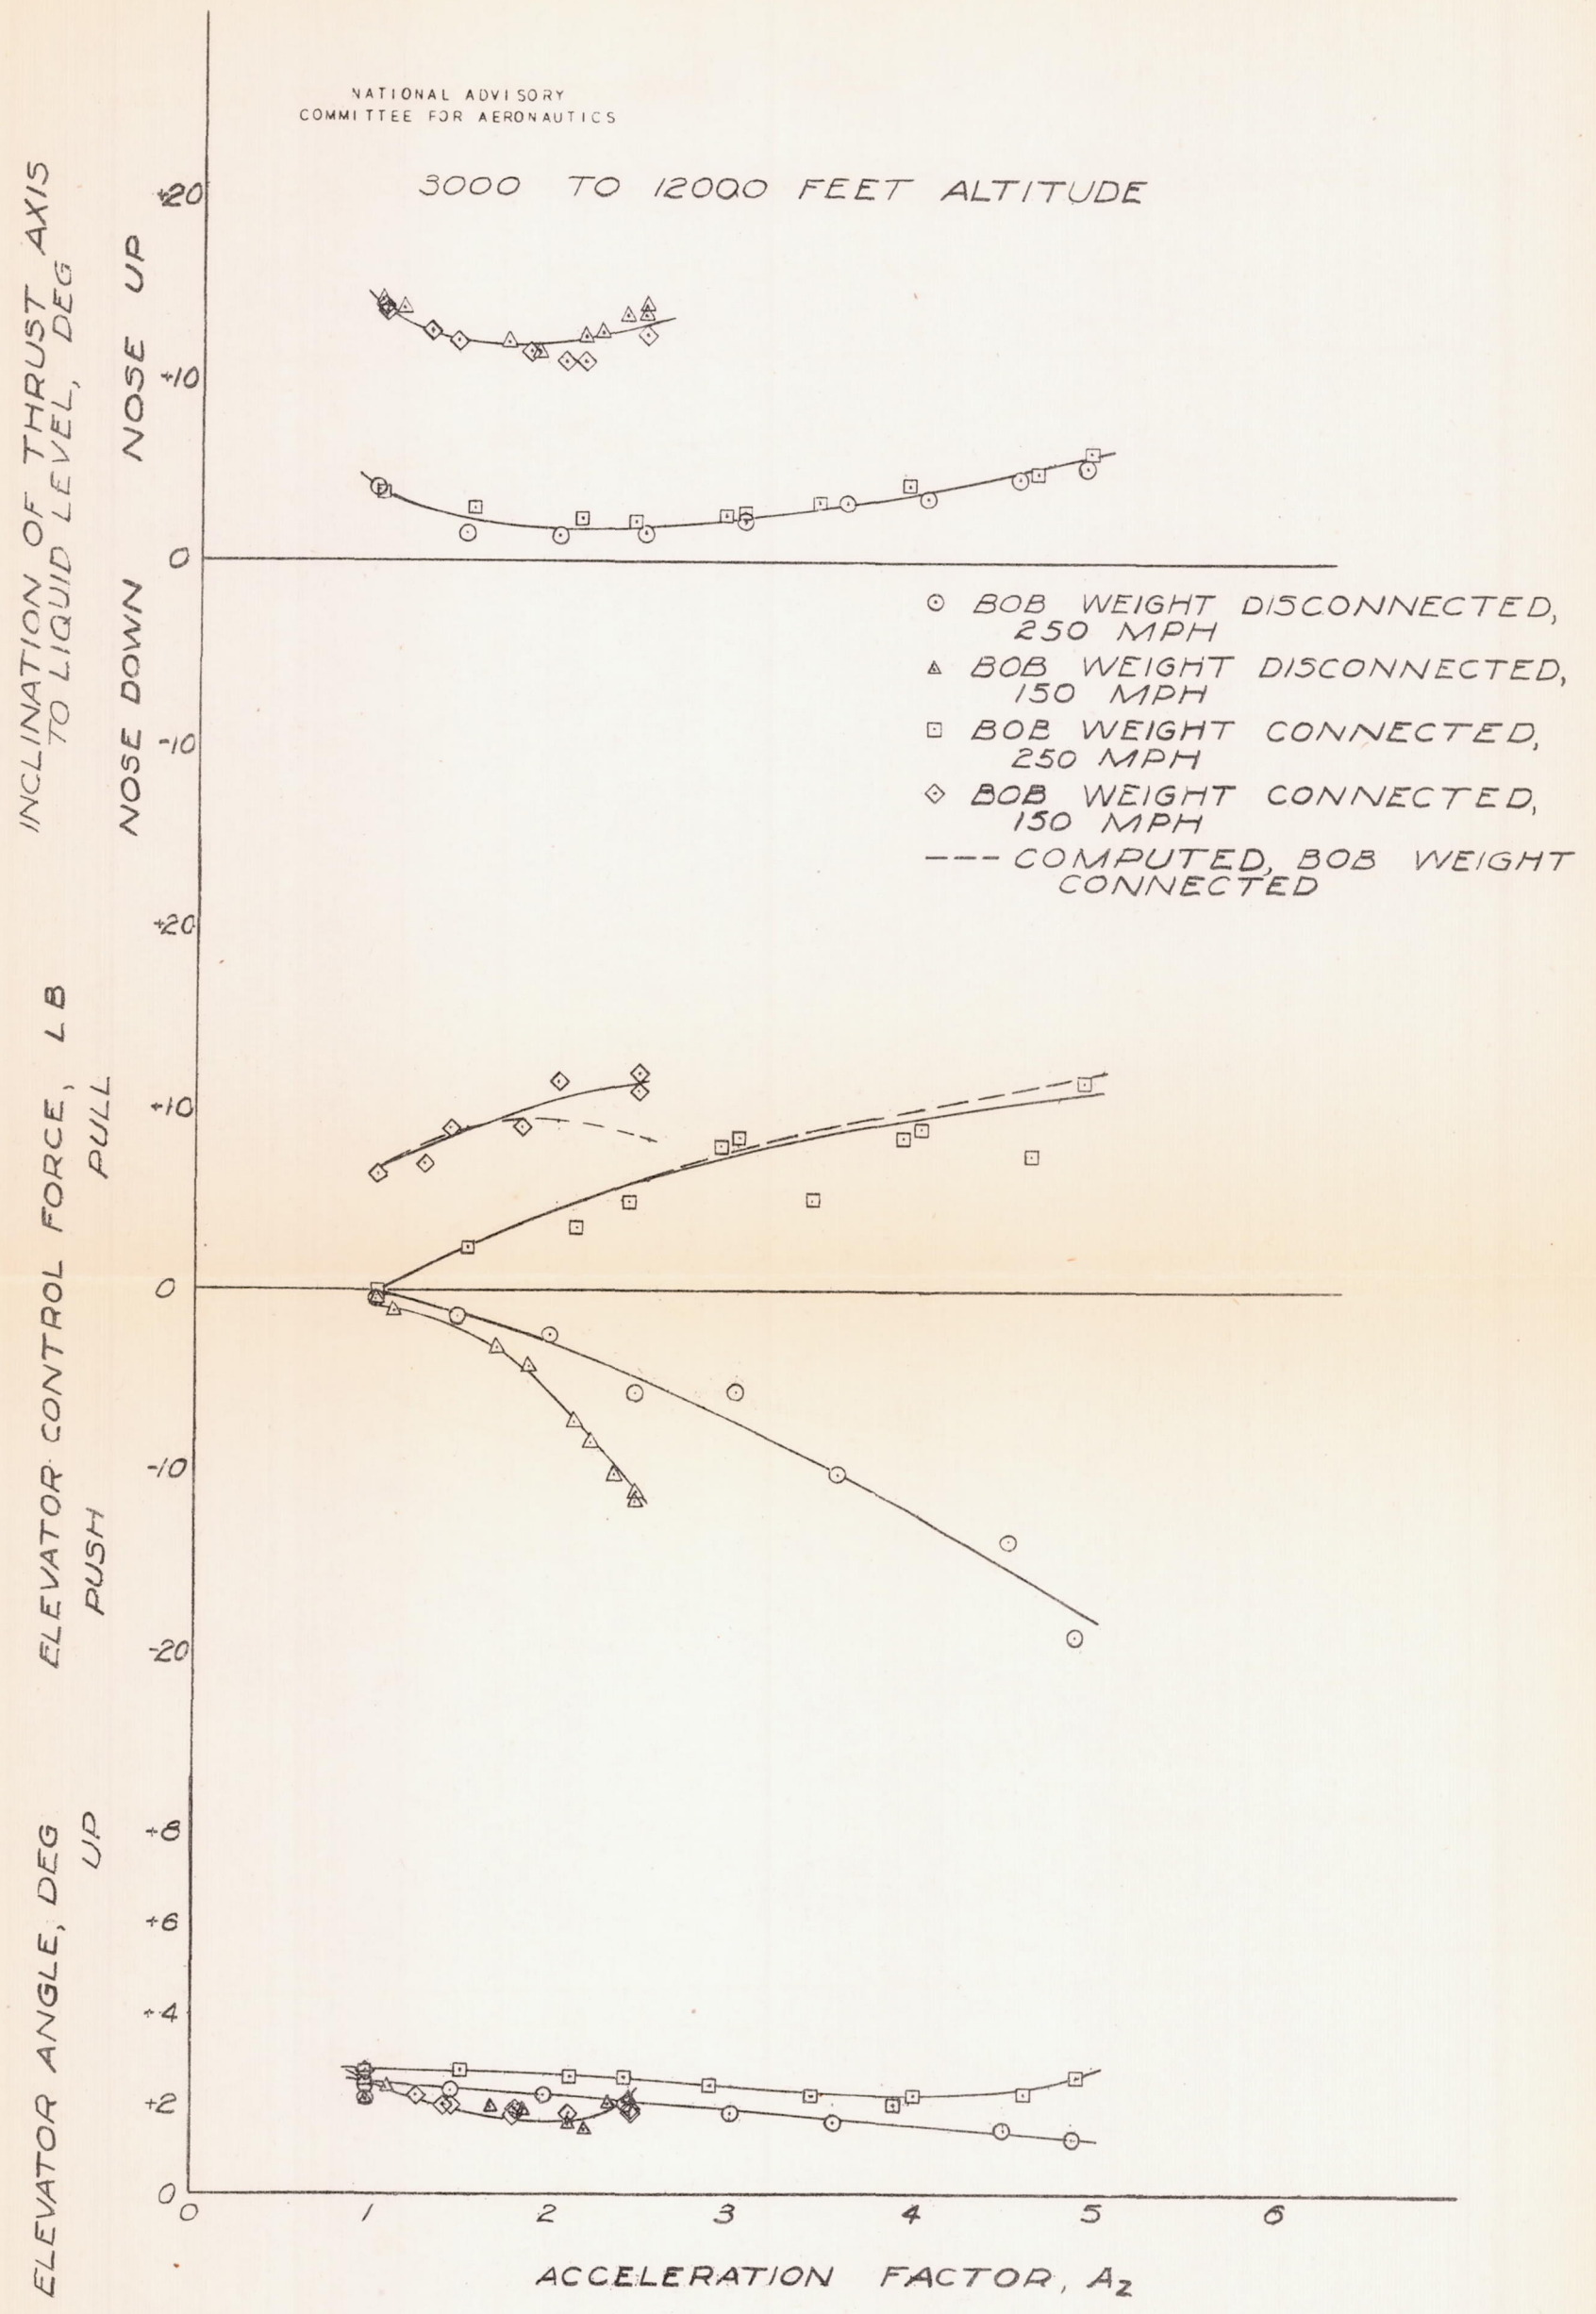 NATIONAL ADVISORY
COMMITTEE FOR AERONAUTICS
3000 TO 12000 FEET ALTITUDE
INCLINATION OF THRUST AXIS
TO LIQUID LEVEL, DEG
NOSE UP
NOSE DOWN
+20
+10
0
-10
+20
BOB WEIGHT DISCONNECTED,
250 MPH
BOB WEIGHT DISCONNECTED,
150 MPH
BOB WEIGHT CONNECTED,
250 MPH
BOB WEIGHT CONNECTED,
150 MPH
--- COMPUTED, BOB WEIGHT
CONNECTED
ELEVATOR CONTROL FORCE, LB
PULL
PUSH
+10
0
-10
-20
ELEVATOR ANGLE, DEG
UP
+8
+6
+4
+2
0
0 1 2 3 4 5 6
ACCELERATION FACTOR, AZ